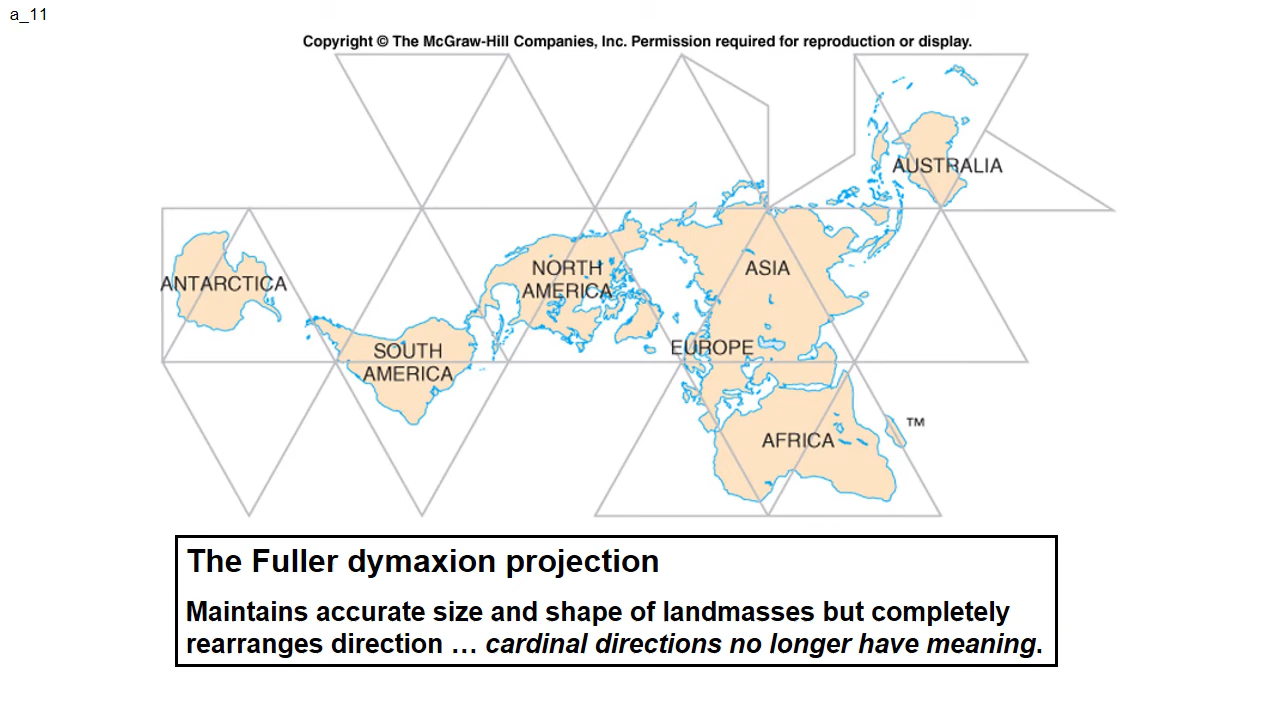 a_11
Copyright © The McGraw-Hill Companies, Inc. Permission required for reproduction or display.
AUSTRALIA
ANTARCTICA
NORTH
AMERICA
ASIA
EUROPE
SOUTH
AMERICA
AFRICA
™
The Fuller dymaxion projection
Maintains accurate size and shape of landmasses but completely
rearranges direction … cardinal directions no longer have meaning.